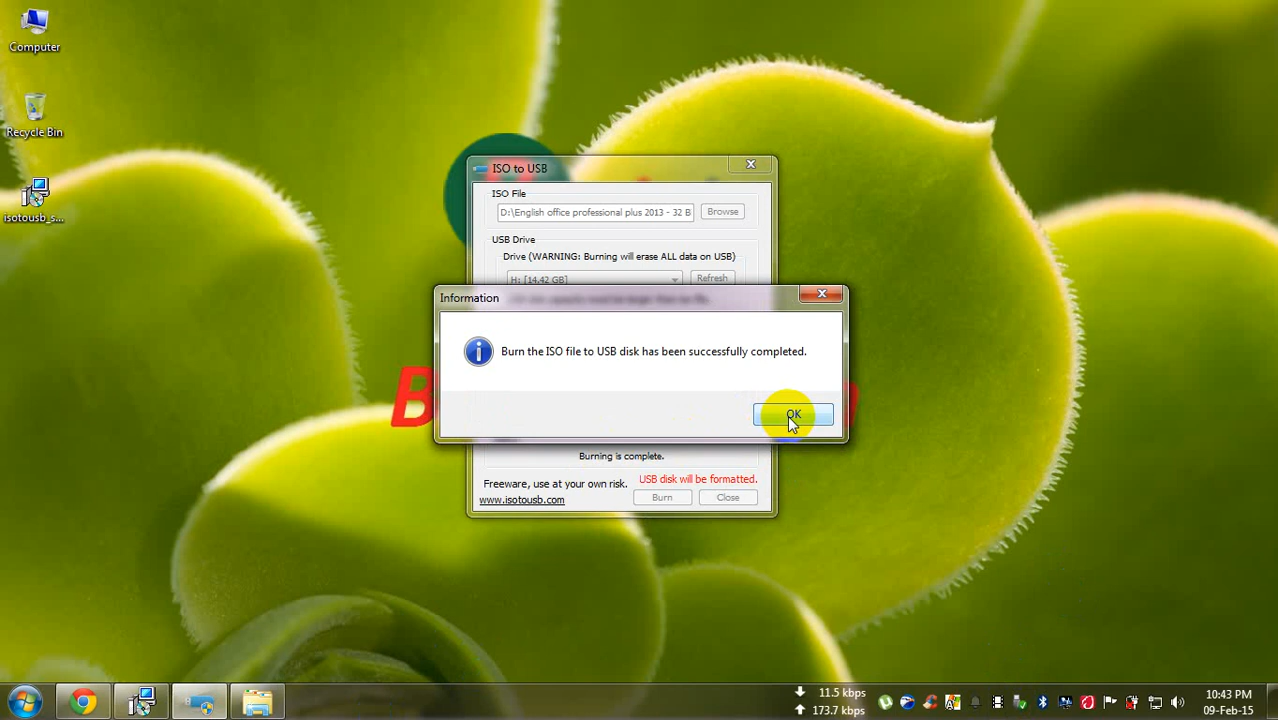 Computer
Recycle Bin
isotousb_s...
ISO to USB
ISO File
D:\English office professional plus 2013 - 32 B
Browse
USB Drive
Drive (WARNING: Burning will erase ALL data on USB)
H: [14.42 GB]
Refresh
Information
Burn the ISO file to USB disk has been successfully completed.
OK
B
Burning is complete.
USB disk will be formatted.
Freeware, use at your own risk.
www.isotousb.com
Burn
Close
11.5 kbps
173.7 kbps
10:43 PM
09-Feb-15